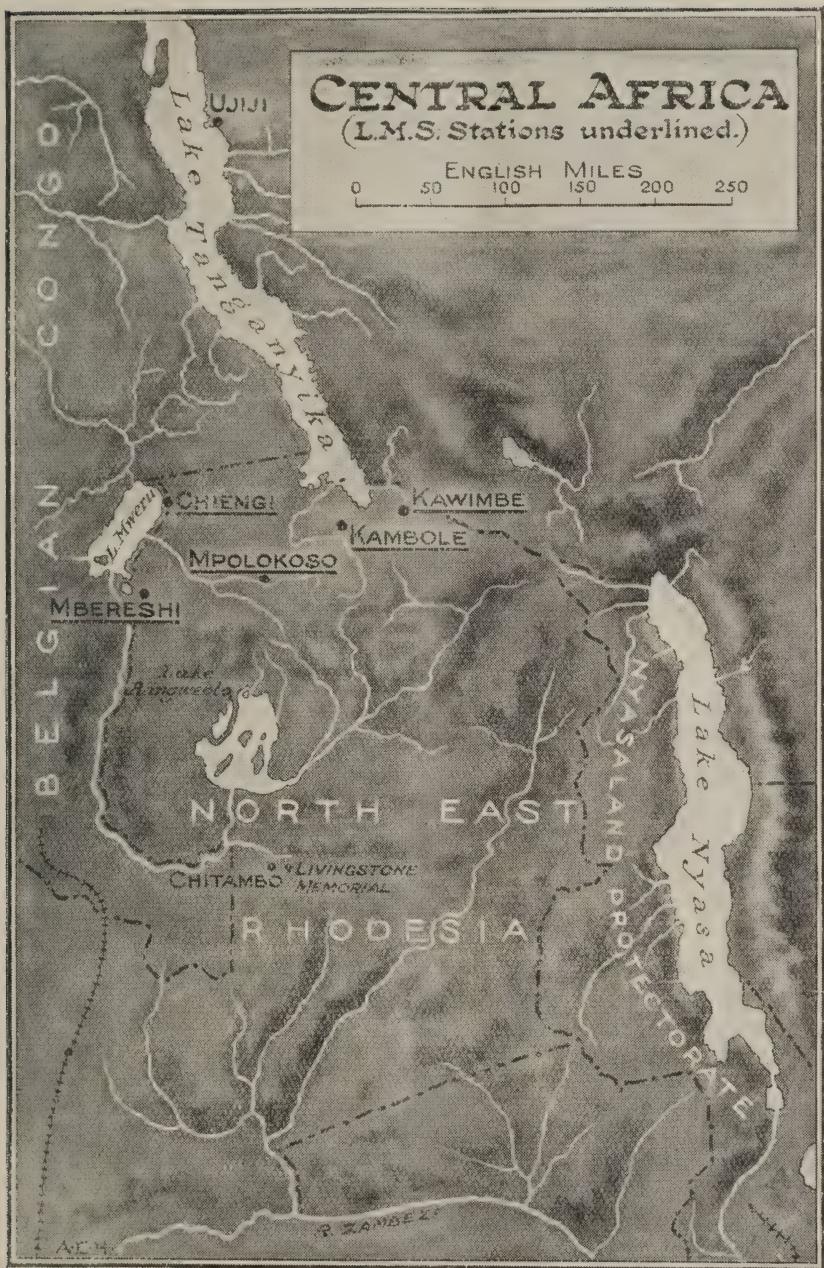 CENTRAL AFRICA
(L.M.S. Stations underlined.)
ENGLISH MILES
0 50 100 150 200 250
UJIJI
Lake Tanganyika
BELGIAN CONGO
CHIENGI
L. Mweru
KAWIMBE
KAMBOLE
MPOLOKOSO
MBERESHI
Lake
NORTH EAST
RHODESIA
CHITAMBO
LIVINGSTONE
MEMORIAL
NYASALAND PROTECTORATE
Lake Nyasa
R. ZAMBEZI
A.E.H.